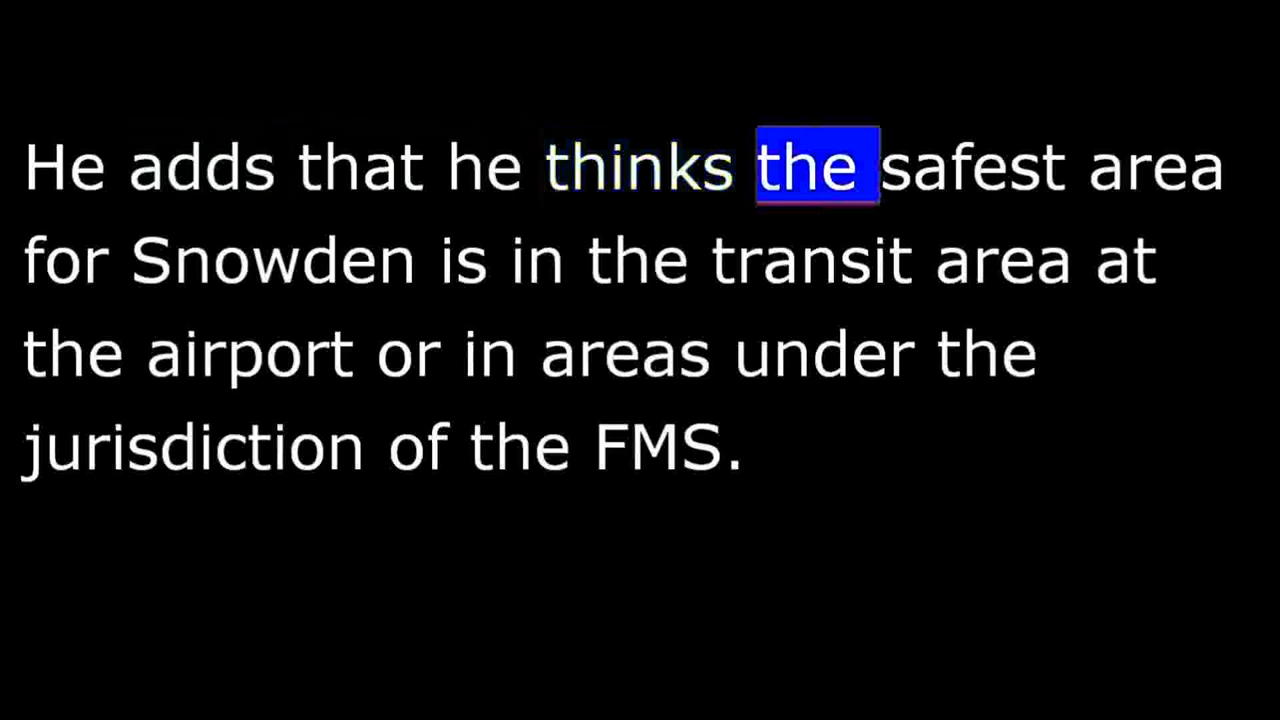 He adds that he thinks the safest area
for Snowden is in the transit area at
the airport or in areas under the
jurisdiction of the FMS.